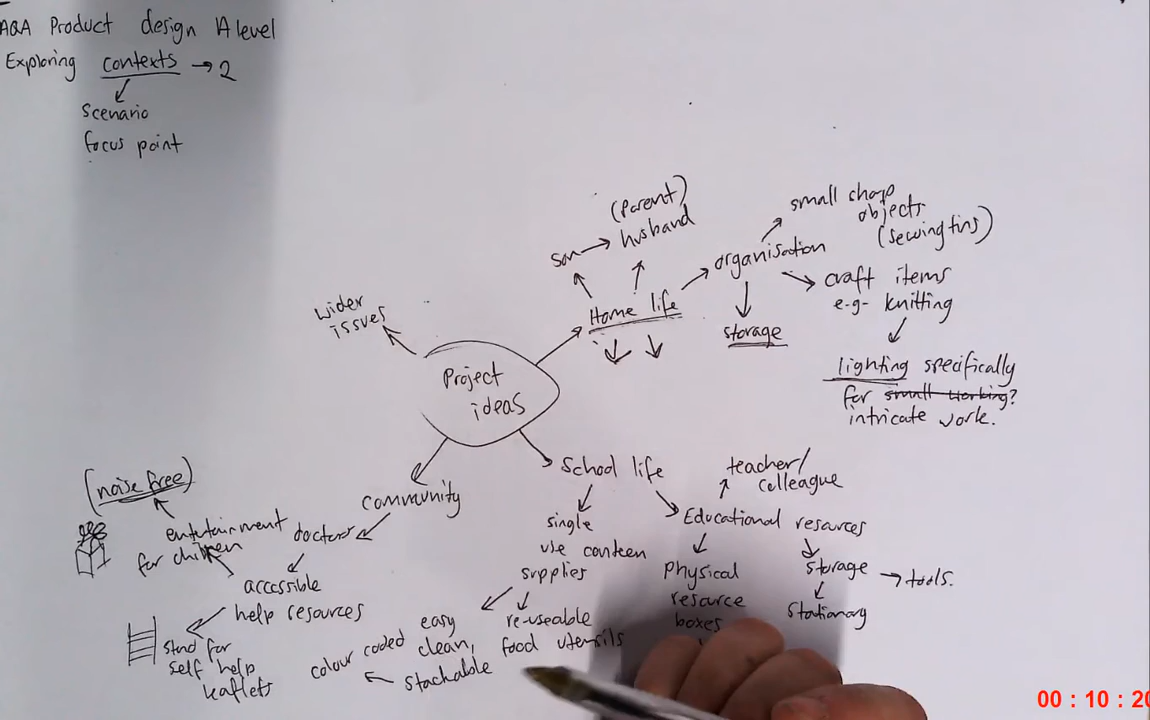 AQA Product design A level
Exploring contexts → 2
scenario
focus point
Project
ideas
wider
issues
Home life
son → husband
(parent)
organisation
small sharp
objects
(sewing tins)
craft items
e-g- knitting
storage
lighting specifically
for small working?
intricate work.
School life
single
use canteen
supplies
easy
clean,
re-useable
food utensils
stackable
colour coded
Educational resources
teacher/
colleague
Physical
resource
boxes
storage → tools.
stationary
community
doctors
accessible
entertainment
for children
(noise free)
help resources
stand for
self help
leaflets
00 : 10 : 20